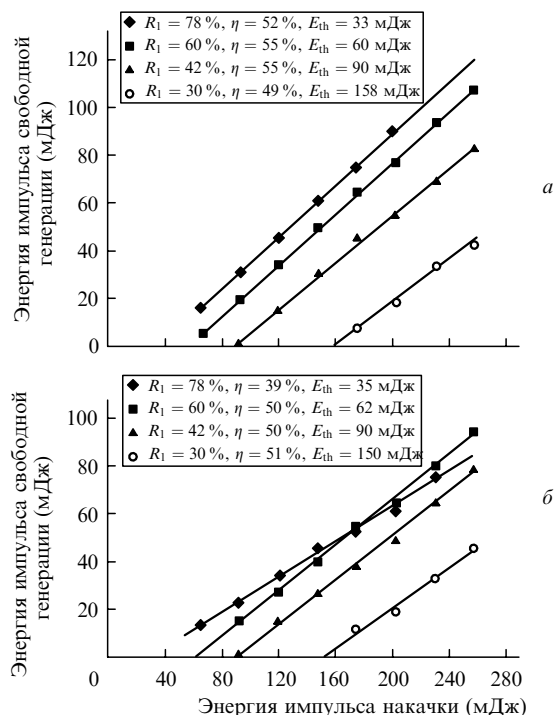 R₁ = 78 %, η = 52 %, Eth = 33 мДж
R₁ = 60 %, η = 55 %, Eth = 60 мДж
R₁ = 42 %, η = 55 %, Eth = 90 мДж
R₁ = 30 %, η = 49 %, Eth = 158 мДж
Энергия импульса свободной
генерации (мДж)
120
100
80
60
40
20
0
а
R₁ = 78 %, η = 39 %, Eth = 35 мДж
R₁ = 60 %, η = 50 %, Eth = 62 мДж
R₁ = 42 %, η = 50 %, Eth = 90 мДж
R₁ = 30 %, η = 51 %, Eth = 150 мДж
Энергия импульса свободной
генерации (мДж)
100
80
60
40
20
б
0 40 80 120 160 200 240 280
Энергия импульса накачки (мДж)